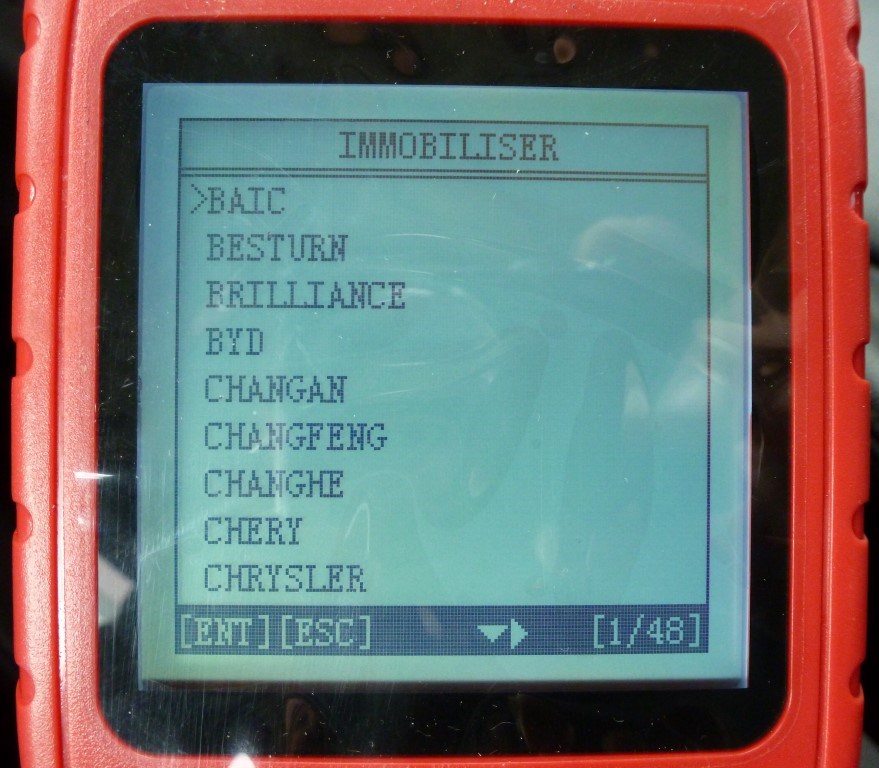 IMMOBILISER
>BAIC
BESTURN
BRILLIANCE
BYD
CHANGAN
CHANGFENG
CHANGHE
CHERY
CHRYSLER
[ENT][ESC] [1/48]